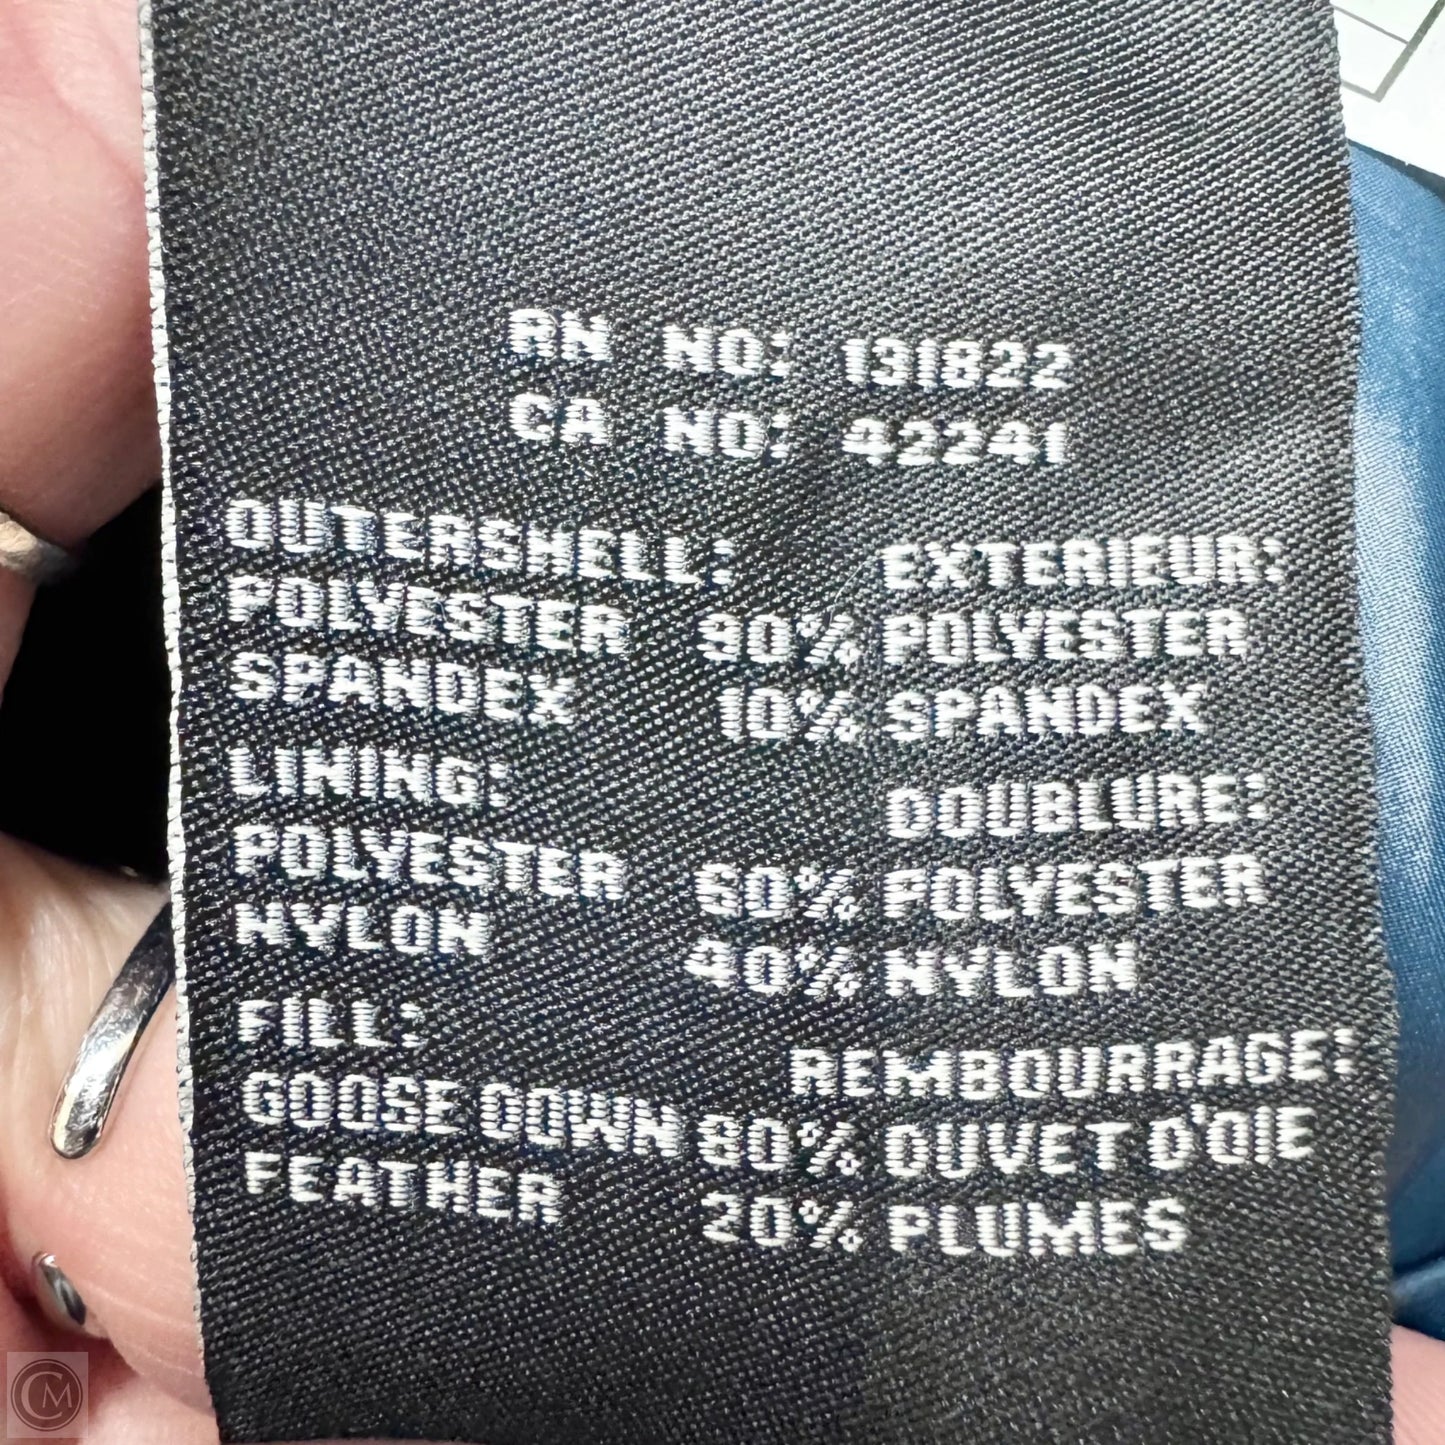 RN NO: 131822
CA NO: 42241
OUTERSHELL: EXTERIEUR:
POLYESTER 90% POLYESTER
SPANDEX 10% SPANDEX
LINING: DOUBLURE:
POLYESTER 60% POLYESTER
NYLON 40% NYLON
FILL: REMBOURRAGE:
GOOSE DOWN 80% DUVET D'OIE
FEATHER 20% PLUMES
CM